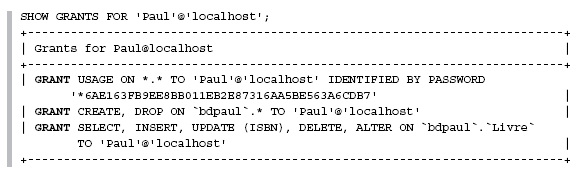 SHOW GRANTS FOR 'Paul'@'localhost';
+---------------------------------------------------------------------------+
| Grants for Paul@localhost |
+---------------------------------------------------------------------------+
| GRANT USAGE ON *.* TO 'Paul'@'localhost' IDENTIFIED BY PASSWORD
'*6AE163FB9EE8BB011EB2E87316AA5BE563A6CDB7' |
| GRANT CREATE, DROP ON `bdpaul`.* TO 'Paul'@'localhost' |
| GRANT SELECT, INSERT, UPDATE (ISBN), DELETE, ALTER ON `bdpaul`.`Livre`
TO 'Paul'@'localhost' |
+---------------------------------------------------------------------------+